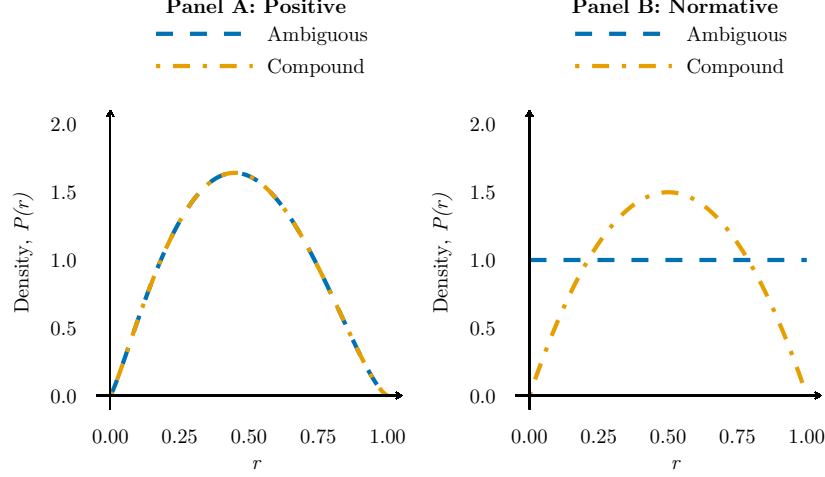 Panel A: Positive
Ambiguous
Compound
2.0
1.5
1.0
0.5
0.0
Density, P(r)
0.00 0.25 0.50 0.75 1.00
r
Panel B: Normative
Ambiguous
Compound
2.0
1.5
1.0
0.5
0.0
Density, P(r)
0.00 0.25 0.50 0.75 1.00
r